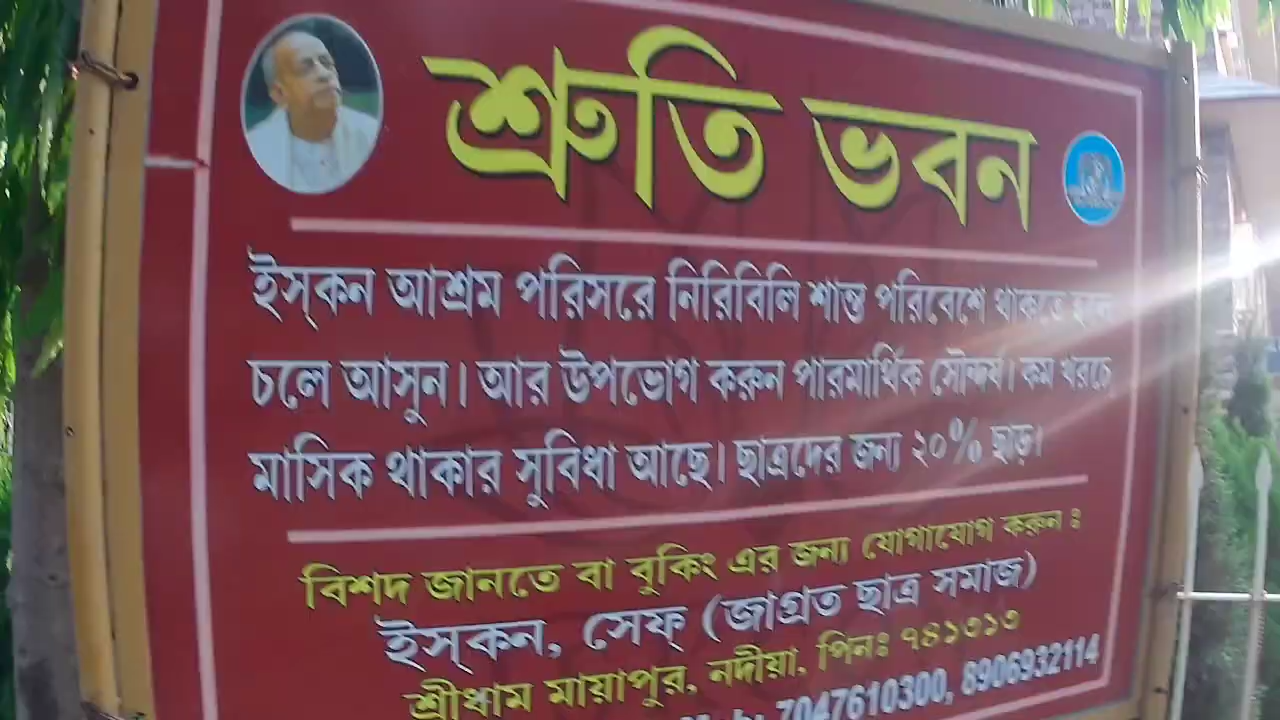 শ্রুতি ভবন
ইস্‌কন আশ্রম পরিসরে নিরিবিলি শান্ত পরিবেশে থাকতে হলে
চলে আসুন। আর উপভোগ করুন পারমার্থিক সৌন্দর্য। কম খরচে
মাসিক থাকার সুবিধা আছে। ছাত্রদের জন্য ২০% ছাড়।
বিশদ জানতে বা বুকিং এর জন্য যোগাযোগ করুন ঃ
ইস্‌কন, সেফ্ (জাগ্রত ছাত্র সমাজ)
শ্রীধাম মায়াপুর, নদীয়া, পিনঃ ৭৪১৩১৩
7047610300, 8906932114